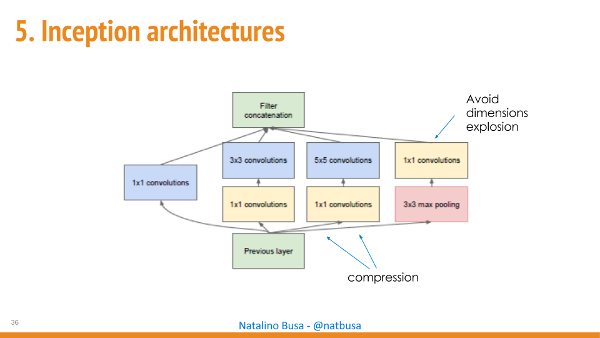 5. Inception architectures
Filter
concatenation
Avoid
dimensions
explosion
3x3 convolutions
5x5 convolutions
1x1 convolutions
1x1 convolutions
1x1 convolutions
1x1 convolutions
3x3 max pooling
Previous layer
compression
36
Natalino Busa - @natbusa